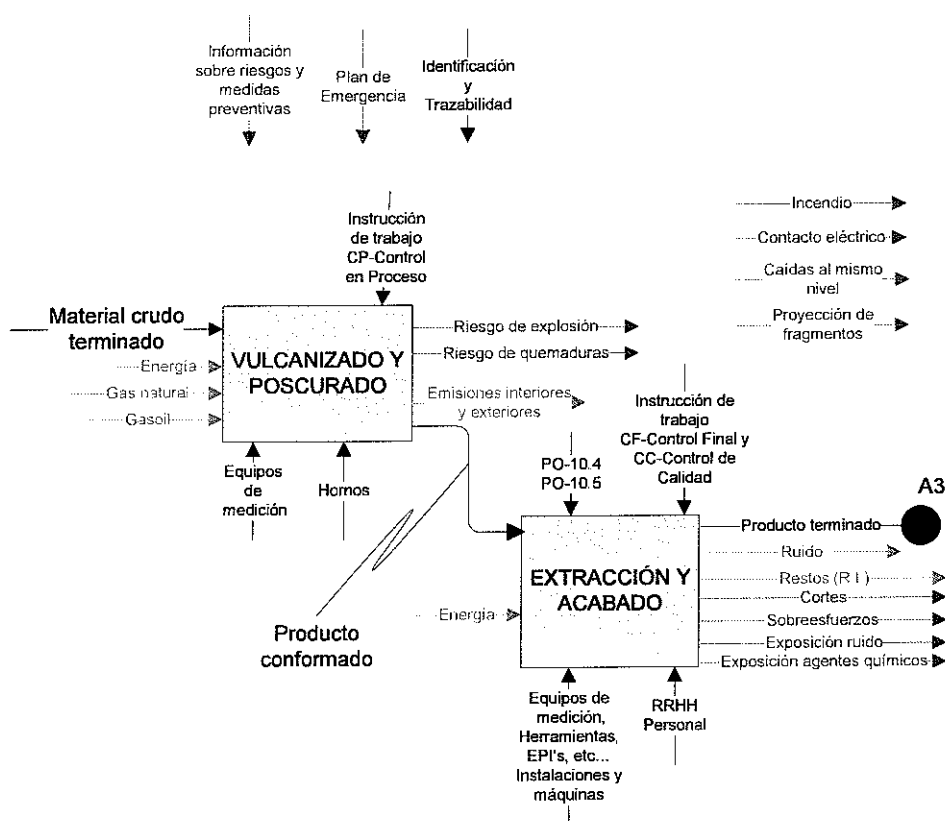 Información
sobre riesgos y
medidas
preventivas
Plan de
Emergencia
Identificación
y
Trazabilidad
Instrucción
de trabajo
CP-Control
en Proceso
Incendio
Contacto eléctrico
Caídas al mismo
nivel
Proyección de
fragmentos
Material crudo
terminado
Energía
Gas natural
Gasoil
VULCANIZADO Y
POSCURADO
Riesgo de explosión
Riesgo de quemaduras
Emisiones interiores
y exteriores
Equipos
de
medición
Hornos
PO-10.4
PO-10.5
Instrucción de
trabajo
CF-Control Final y
CC-Control de
Calidad
A3
Producto
conformado
Energía
EXTRACCIÓN Y
ACABADO
Producto terminado
Ruido
Restos (R.I.)
Cortes
Sobreesfuerzos
Exposición ruido
Exposición agentes químicos
Equipos de
medición,
Herramientas,
EPI's, etc...
Instalaciones y
máquinas
RRHH
Personal